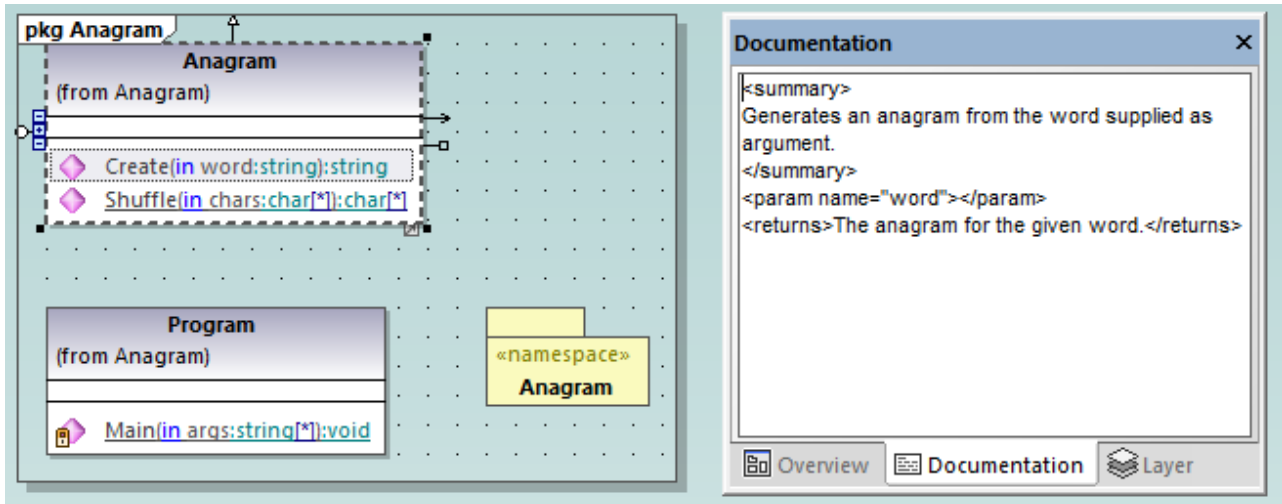 pkg Anagram
Anagram
(from Anagram)
Create(in word:string):string
Shuffle(in chars:char[*]):char[*]
Program
(from Anagram)
Main(in args:string[*]):void
«namespace»
Anagram
Documentation
<summary>
Generates an anagram from the word supplied as
argument.
</summary>
<param name="word"></param>
<returns>The anagram for the given word.</returns>
Overview
Documentation
Layer